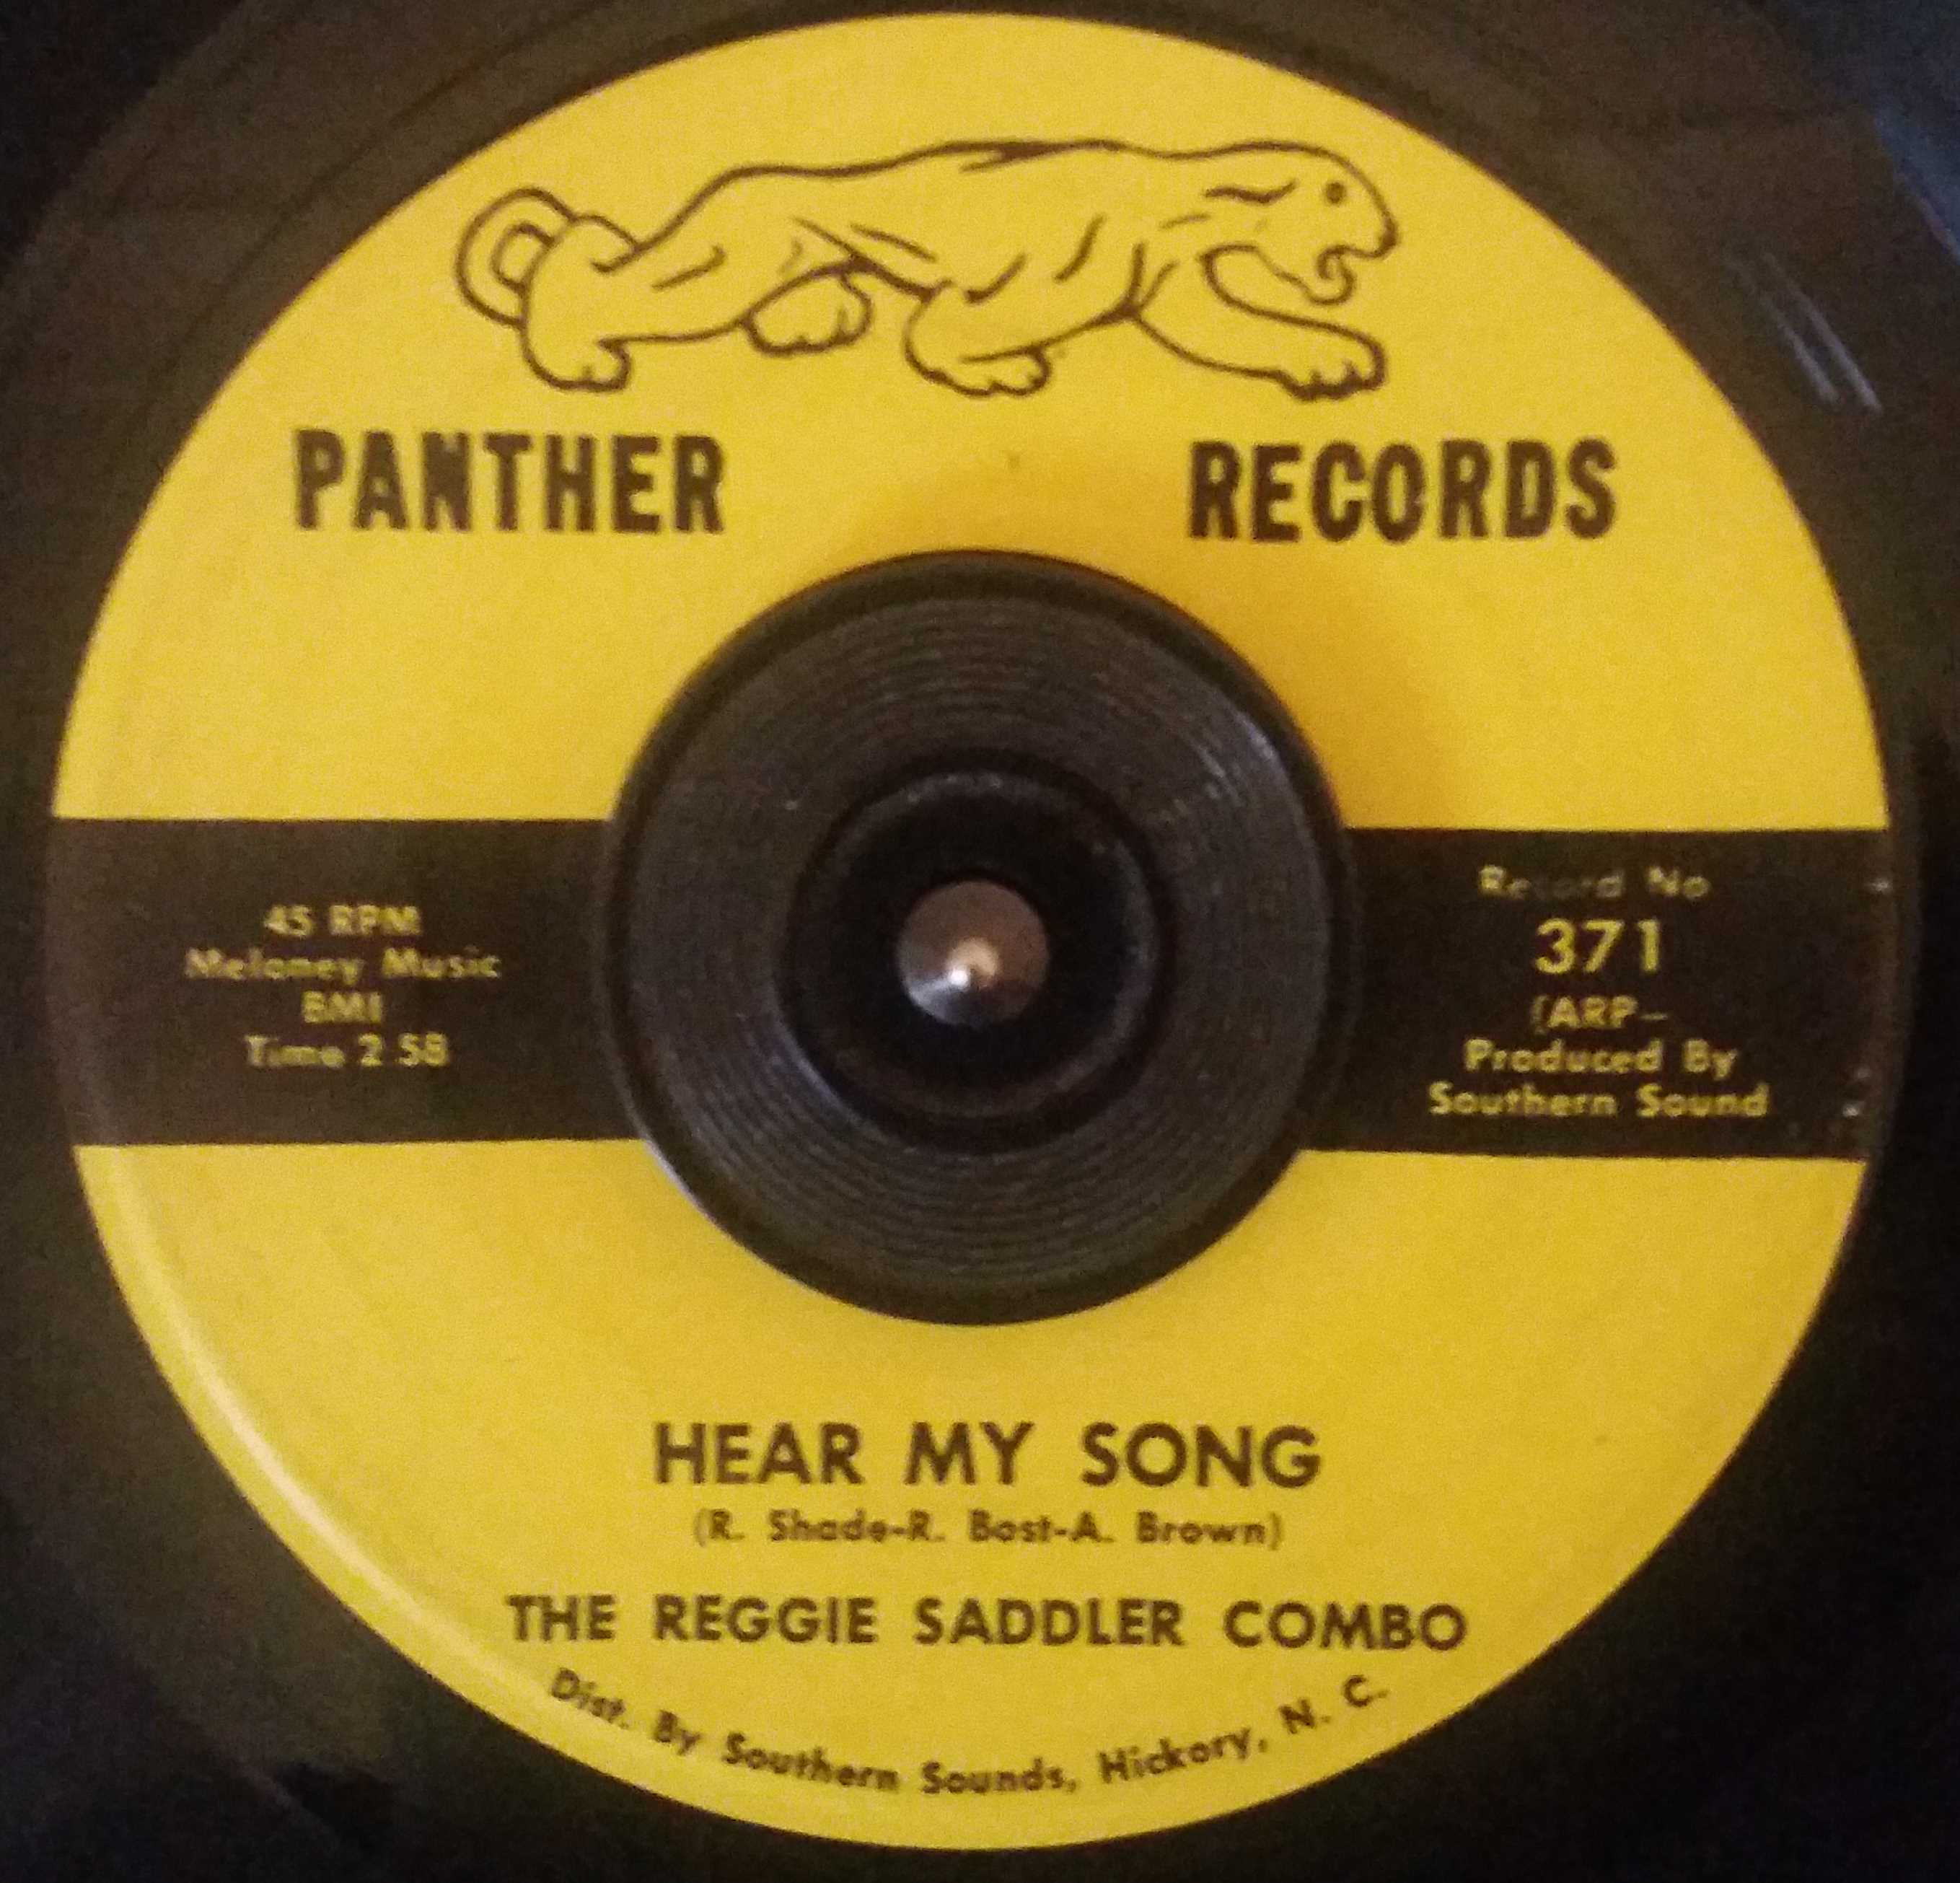 PANTHER RECORDS
45 RPM
Meloney Music
BMI
Time 2:58
Record No
371
(ARP-
Produced By
Southern Sound
HEAR MY SONG
(R. Shade-R. Bost-A. Brown)
THE REGGIE SADDLER COMBO
Dist. By Southern Sounds, Hickory, N. C.